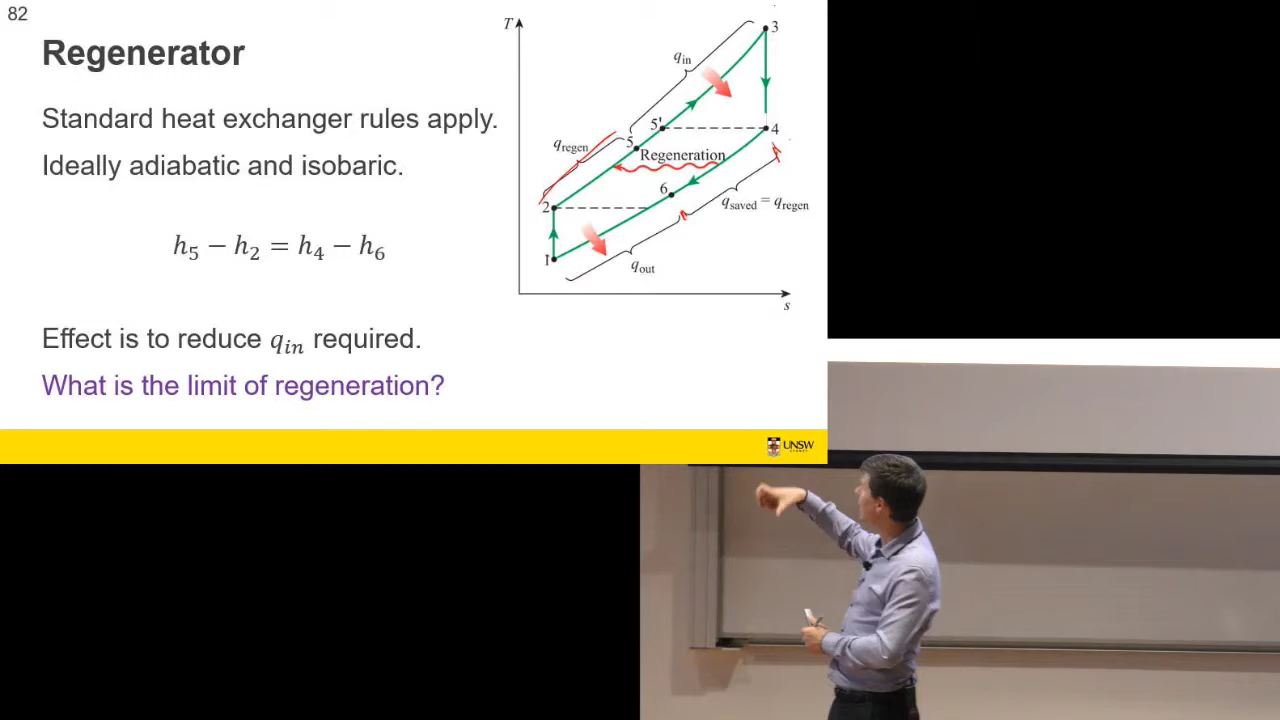 82
Regenerator
Standard heat exchanger rules apply.
Ideally adiabatic and isobaric.
h₅ − h₂ = h₄ − h₆
Effect is to reduce qᵢₙ required.
What is the limit of regeneration?
T
3
qin
5'
4
qregen
5
Regeneration
6
2
qsaved = qregen
1
qout
s
UNSW
SYDNEY